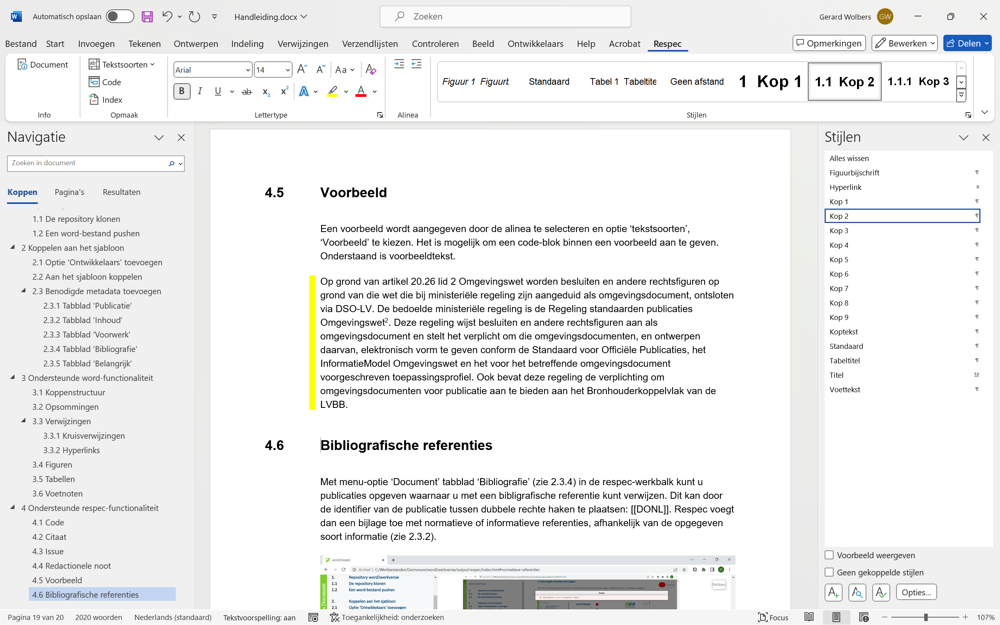 Automatisch opslaan
Handleiding.docx
Zoeken
Gerard Wolbers GW
Bestand Start Invoegen Tekenen Ontwerpen Indeling Verwijzingen Verzendlijsten Controleren Beeld Ontwikkelaars Help Acrobat Respec
Opmerkingen Bewerken Delen
Document
Info
Tekstsoorten
Code
Index
Opmaak
Arial 14
Aa
B I U ab x₂ x² A A
Lettertype
Alinea
Figuur 1 Figuurb Standaard Tabel 1 Tabeltite Geen afstand 1 Kop 1 1.1 Kop 2 1.1.1 Kop 3
Stijlen
Navigatie
Zoeken in document
Koppen Pagina's Resultaten
1.1 De repository klonen
1.2 Een word-bestand pushen
2 Koppelen aan het sjabloon
2.1 Optie ‘Ontwikkelaars’ toevoegen
2.2 Aan het sjabloon koppelen
2.3 Benodigde metadata toevoegen
2.3.1 Tabblad ‘Publicatie’
2.3.2 Tabblad ‘Inhoud’
2.3.3 Tabblad ‘Voorwerk’
2.3.4 Tabblad ‘Bibliografie’
2.3.5 Tabblad ‘Belangrijk’
3 Ondersteunde word-functionaliteit
3.1 Koppenstructuur
3.2 Opsommingen
3.3 Verwijzingen
3.3.1 Kruisverwijzingen
3.3.2 Hyperlinks
3.4 Figuren
3.5 Tabellen
3.6 Voetnoten
4 Ondersteunde respec-functionaliteit
4.1 Code
4.2 Citaat
4.3 Issue
4.4 Redactionele noot
4.5 Voorbeeld
4.6 Bibliografische referenties
4.5 Voorbeeld
Een voorbeeld wordt aangegeven door de alinea te selecteren en optie ‘tekstsoorten’,
‘Voorbeeld’ te kiezen. Het is mogelijk om een code-blok binnen een voorbeeld aan te geven.
Onderstaand is voorbeeldtekst.
Op grond van artikel 20.26 lid 2 Omgevingswet worden besluiten en andere rechtsfiguren op
grond van die wet die bij ministeriële regeling zijn aangeduid als omgevingsdocument, ontsloten
via DSO-LV. De bedoelde ministeriële regeling is de Regeling standaarden publicaties
Omgevingswet². Deze regeling wijst besluiten en andere rechtsfiguren aan als
omgevingsdocument en stelt het verplicht om die omgevingsdocumenten, en ontwerpen
daarvan, elektronisch vorm te geven conform de Standaard voor Officiële Publicaties, het
InformatieModel Omgevingswet en het voor het betreffende omgevingsdocument
voorgeschreven toepassingsprofiel. Ook bevat deze regeling de verplichting om
omgevingsdocumenten voor publicatie aan te bieden aan het Bronhouderkoppelvlak van de
LVBB.
4.6 Bibliografische referenties
Met menu-optie ‘Document’ tabblad ‘Bibliografie’ (zie 2.3.4) in de respec-werkbalk kunt u
publicaties opgeven waarnaar u met een bibligrafische referentie kunt verwijzen. Dit kan door
de identifier van de publicatie tussen dubbele rechte haken te plaatsen: [[DONL]]. Respec voegt
dan een bijlage toe met normatieve of informatieve referenties, afhankelijk van de opgegeven
soort informatie (zie 2.3.2).
word2respec
Archief | C:/Werkbestanden/Geonovum/word2werkversie/output/respec/index.html#normatieve-referenties
1. Repository word2werkversie
1.1 De repository klonen
1.2 Een word-bestand pushen
2. Koppelen aan het sjabloon
2.1 Optie ‘Ontwikkelaars’ toevoegen
2.3 Benodigde metadata toevoegen
Errors
word2respec
ReSpec
Stijlen
Alles wissen
Figuurbijschrift
Hyperlink a
Kop 1
Kop 2
Kop 3
Kop 4
Kop 5
Kop 6
Kop 7
Kop 8
Kop 9
Koptekst
Standaard
Tabeltitel
Titel
Voettekst
Voorbeeld weergeven
Geen gekoppelde stijlen
Opties...
Pagina 19 van 20 2020 woorden Nederlands (standaard) Tekstvoorspelling: aan Toegankelijkheid: onderzoeken Focus 107%